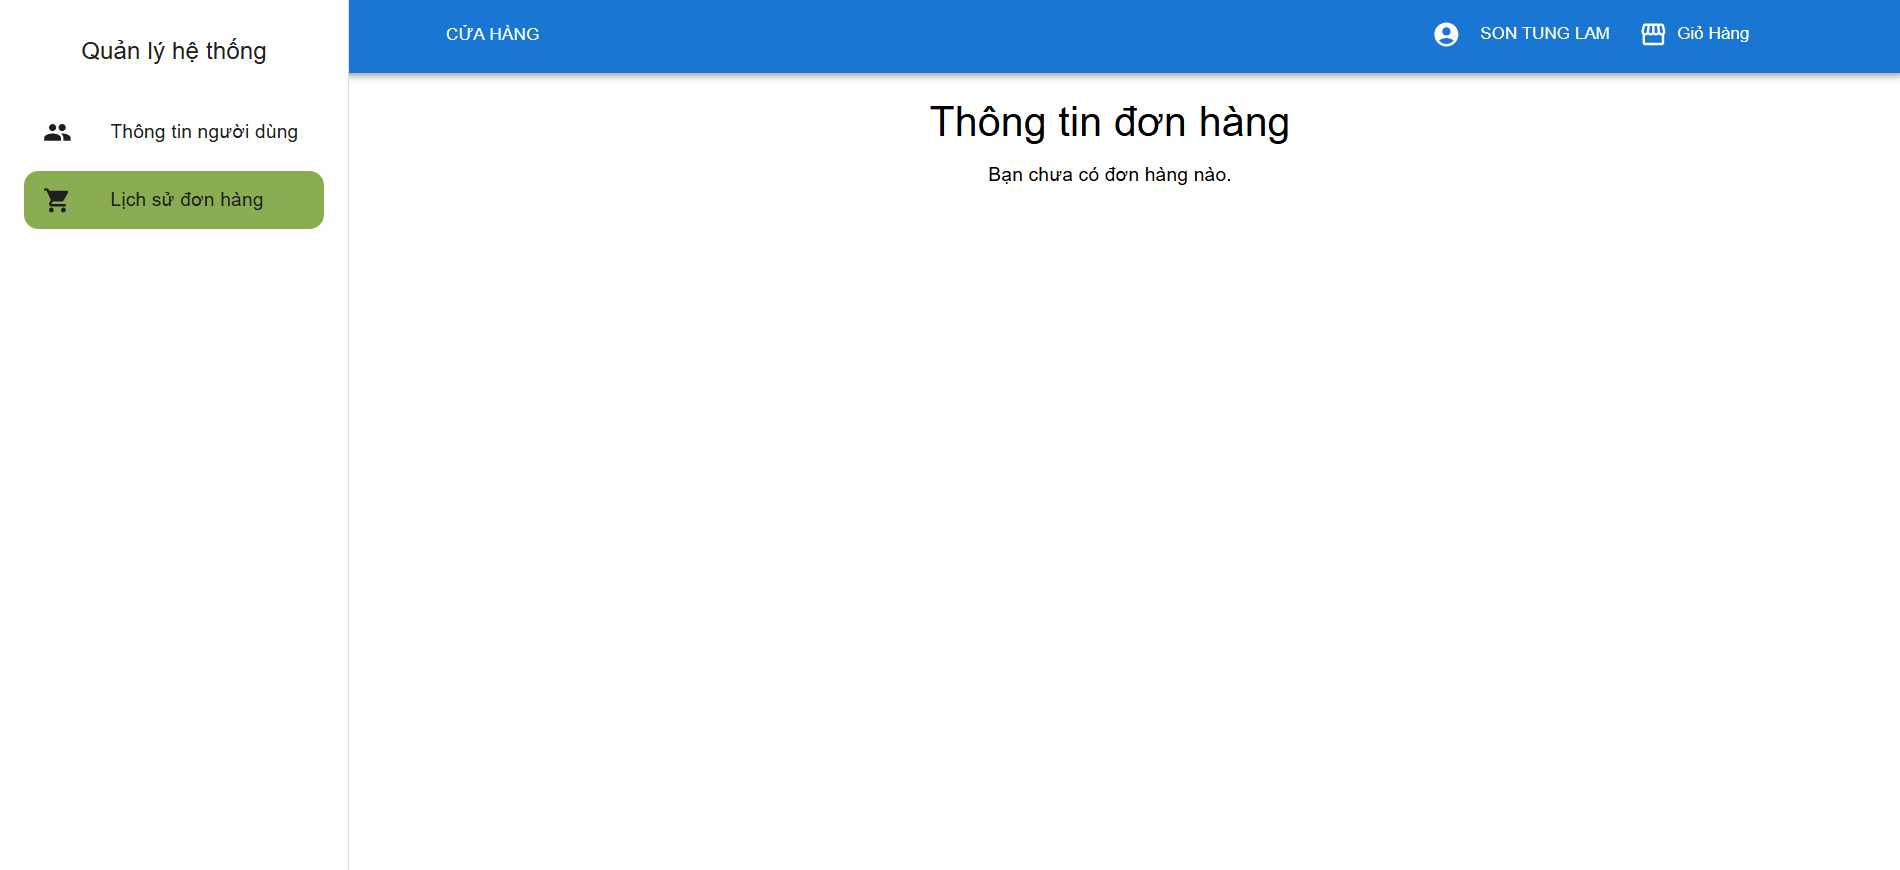 Quản lý hệ thống
Thông tin người dùng
Lịch sử đơn hàng
CỬA HÀNG
SON TUNG LAM
Giỏ Hàng
Thông tin đơn hàng
Bạn chưa có đơn hàng nào.